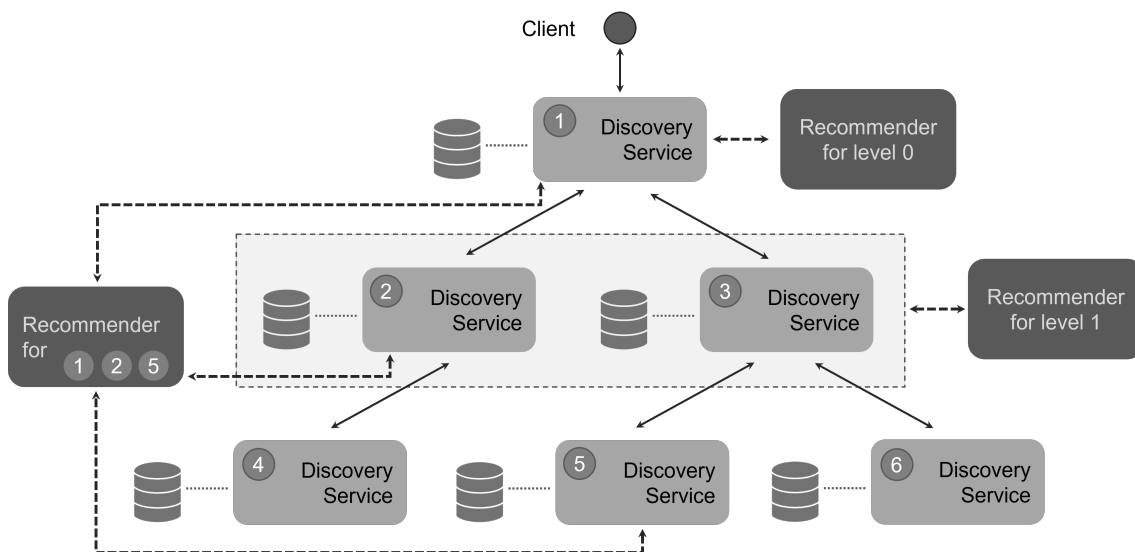 Client
1
Discovery
Service
Recommender
for level 0
2
Discovery
Service
3
Discovery
Service
Recommender
for level 1
Recommender
for
1 2 5
4
Discovery
Service
5
Discovery
Service
6
Discovery
Service